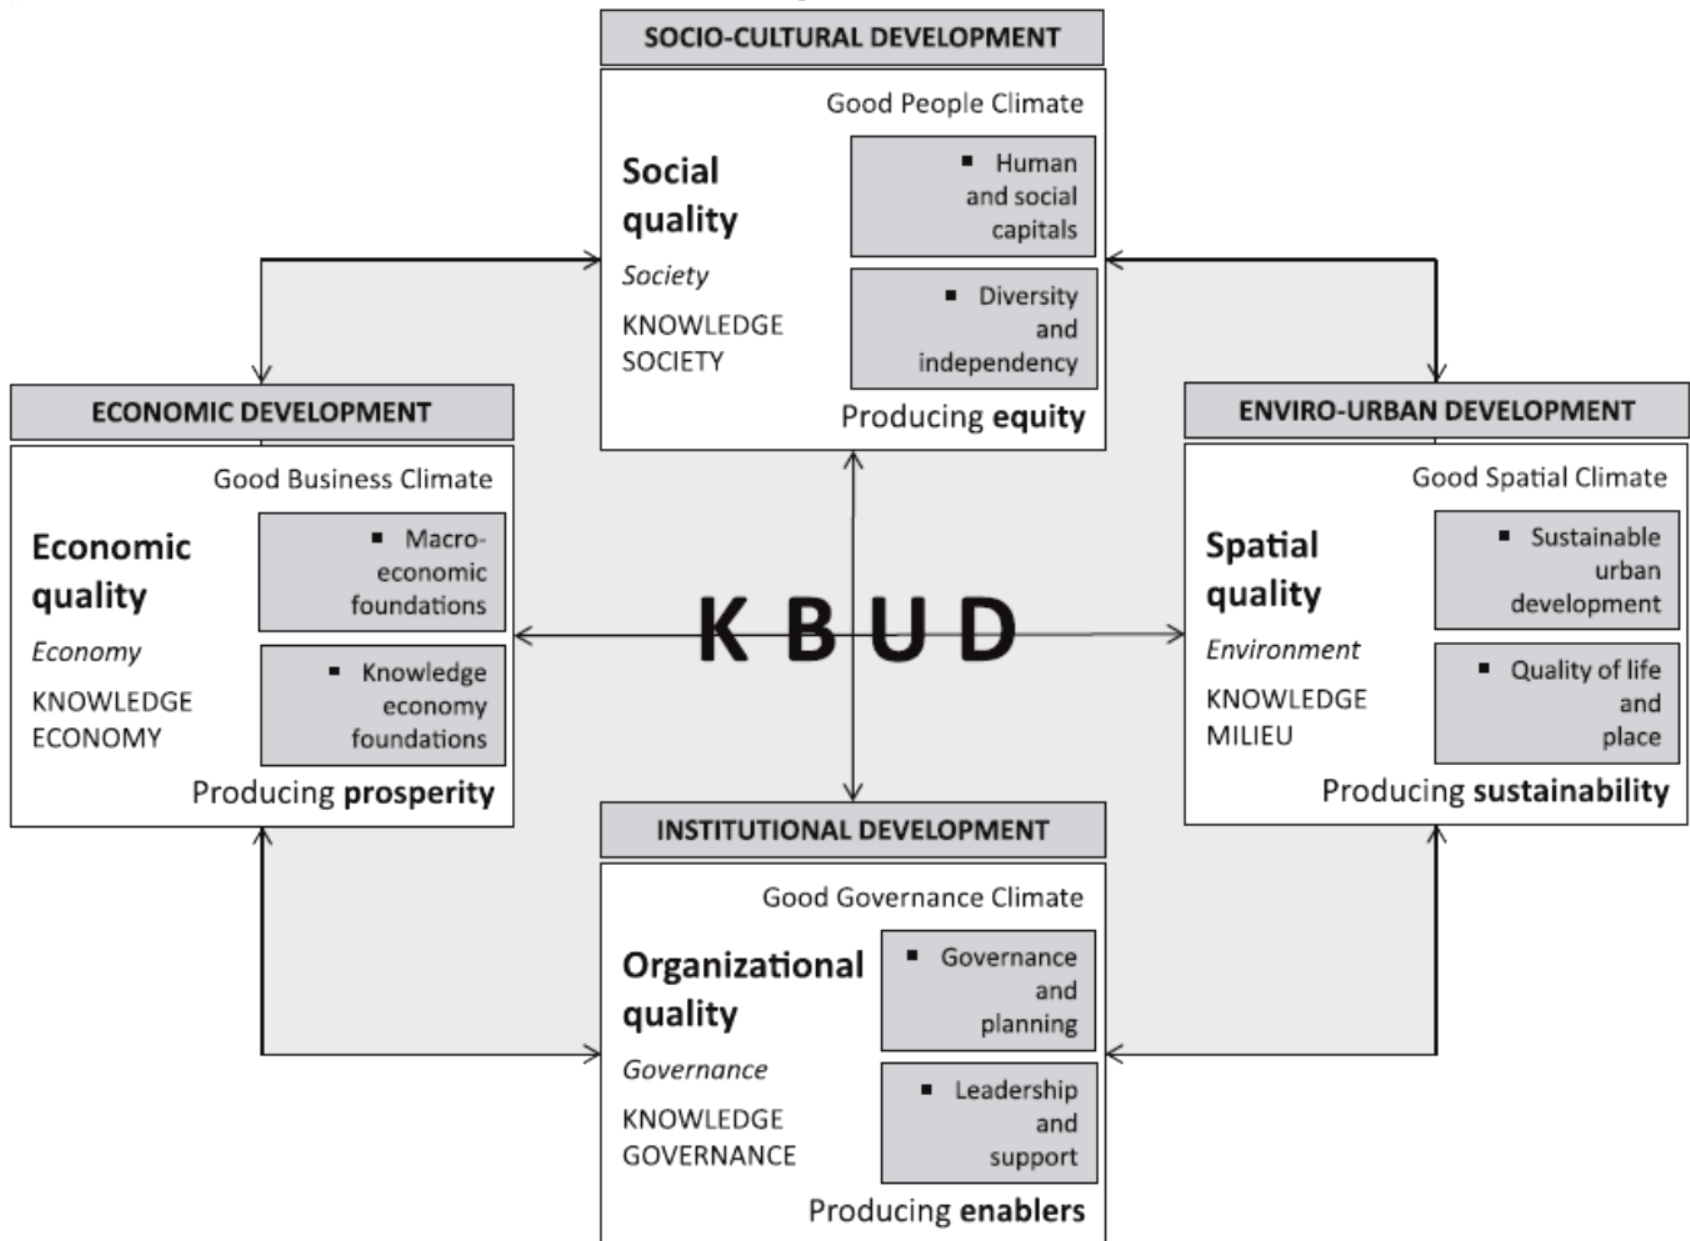 SOCIO-CULTURAL DEVELOPMENT
Good People Climate
Social
quality
Society
KNOWLEDGE
SOCIETY
▪ Human
and social
capitals
▪ Diversity
and
independency
Producing equity
ECONOMIC DEVELOPMENT
Good Business Climate
Economic
quality
Economy
KNOWLEDGE
ECONOMY
▪ Macro-
economic
foundations
▪ Knowledge
economy
foundations
Producing prosperity
KBUD
ENVIRO-URBAN DEVELOPMENT
Good Spatial Climate
Spatial
quality
Environment
KNOWLEDGE
MILIEU
▪ Sustainable
urban
development
▪ Quality of life
and
place
Producing sustainability
INSTITUTIONAL DEVELOPMENT
Good Governance Climate
Organizational
quality
Governance
KNOWLEDGE
GOVERNANCE
▪ Governance
and
planning
▪ Leadership
and
support
Producing enablers